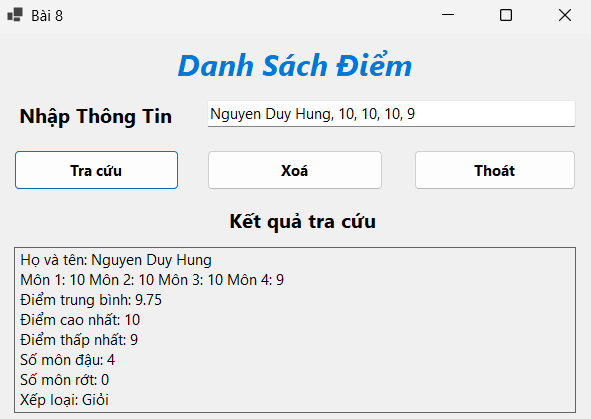 Bài 8
Danh Sách Điểm
Nhập Thông Tin
Nguyen Duy Hung, 10, 10, 10, 9
Tra cứu
Xoá
Thoát
Kết quả tra cứu
Họ và tên: Nguyen Duy Hung
Môn 1: 10 Môn 2: 10 Môn 3: 10 Môn 4: 9
Điểm trung bình: 9.75
Điểm cao nhất: 10
Điểm thấp nhất: 9
Số môn đậu: 4
Số môn rớt: 0
Xếp loại: Giỏi